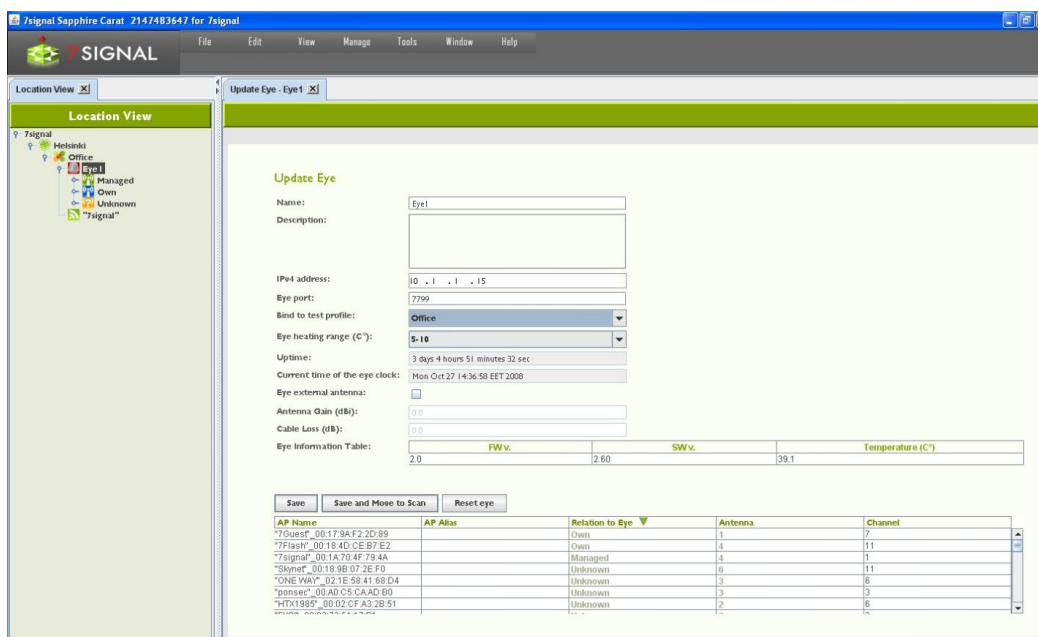 7signal Sapphire Carat 2147483647 for 7signal
7SIGNAL
File Edit View Manage Tools Window Help
Location View
Update Eye - Eye1
Location View
7signal
Helsinki
Office
Eye1
Managed
Own
Unknown
"7signal"
Update Eye
Name: Eye1
Description:
IPv4 address: 10 . 1 . 1 . 15
Eye port: 7799
Bind to test profile: Office
Eye heating range (C°): 5-10
Uptime: 3 days 4 hours 51 minutes 32 sec
Current time of the eye clock: Mon Oct 27 14:36:58 EET 2008
Eye external antenna:
Antenna Gain (dBi): 0.0
Cable Loss (dB): 0.0
Eye Information Table: FW v. SW v. Temperature (C°)
2.0 2.60 39.1
Save Save and Move to Scan Reset eye
AP Name AP Alias Relation to Eye Antenna Channel
"7Guest"_00:17:9A:F2:2D:89 Own 1 7
"7Flash"_00:18:4D:CE:B7:E2 Own 4 11
"7signal"_00:1A:70:4F:79:4A Managed 4 1
"Skynet"_00:18:9B:07:2E:F0 Unknown 6 11
"ONE WAY"_02:1E:58:41:68:D4 Unknown 3 6
"ponsec"_00:A0:C5:CA:AD:B0 Unknown 3 3
"HTX1985"_00:02:CF:A3:2B:51 Unknown 2 6